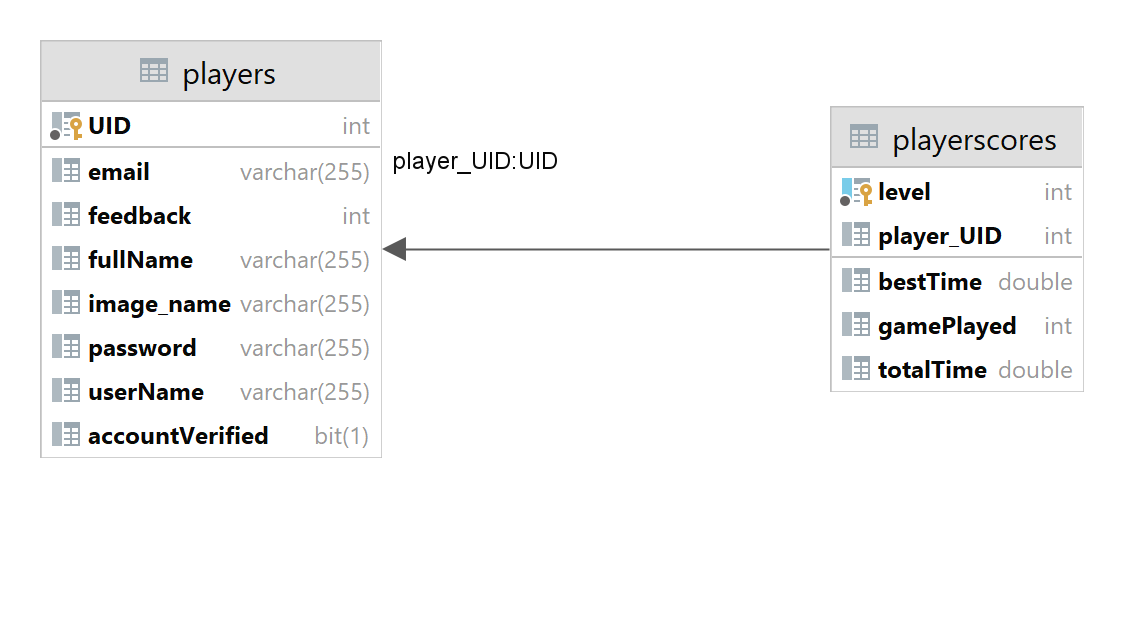 players
UID int
email varchar(255)
feedback int
fullName varchar(255)
image_name varchar(255)
password varchar(255)
userName varchar(255)
accountVerified bit(1)
player_UID:UID
playerscores
level int
player_UID int
bestTime double
gamePlayed int
totalTime double